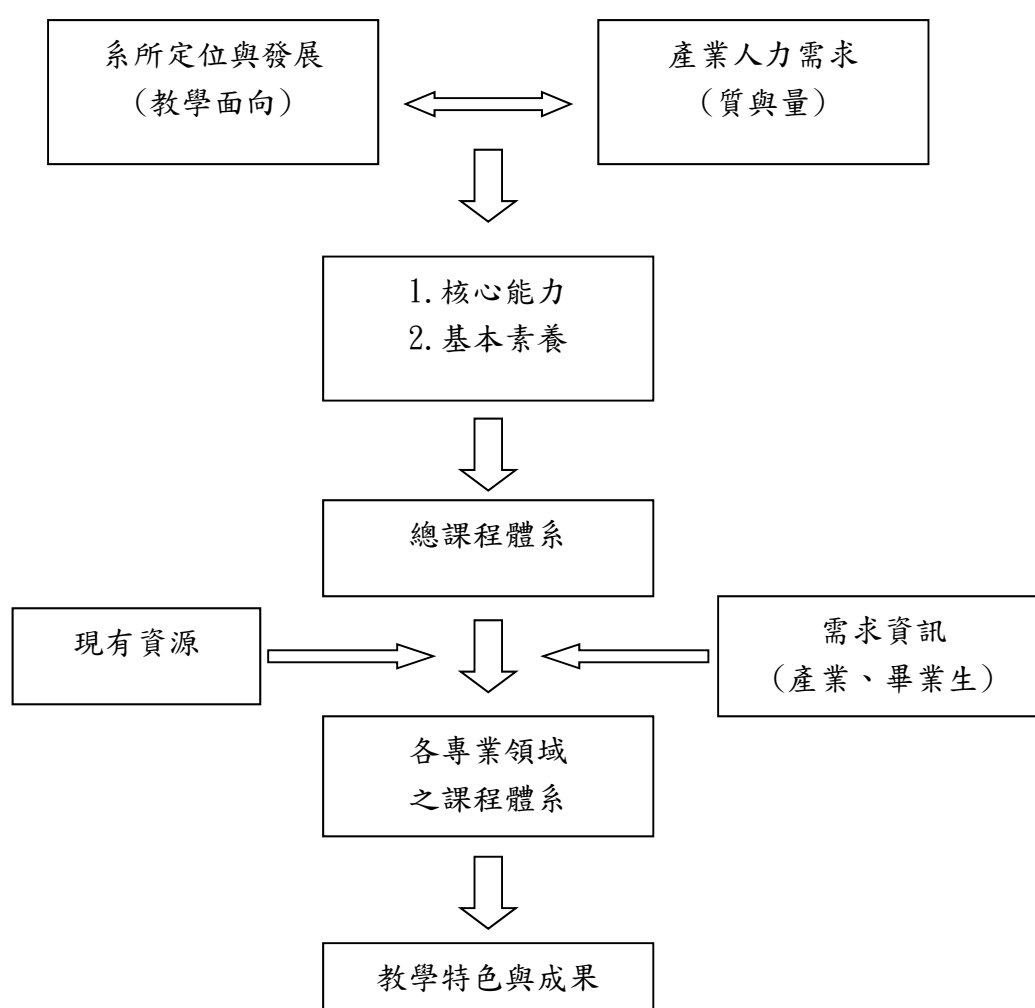 系所定位與發展
(教學面向)
產業人力需求
(質與量)
1.核心能力
2.基本素養
總課程體系
現有資源
需求資訊
(產業、畢業生)
各專業領域
之課程體系
教學特色與成果